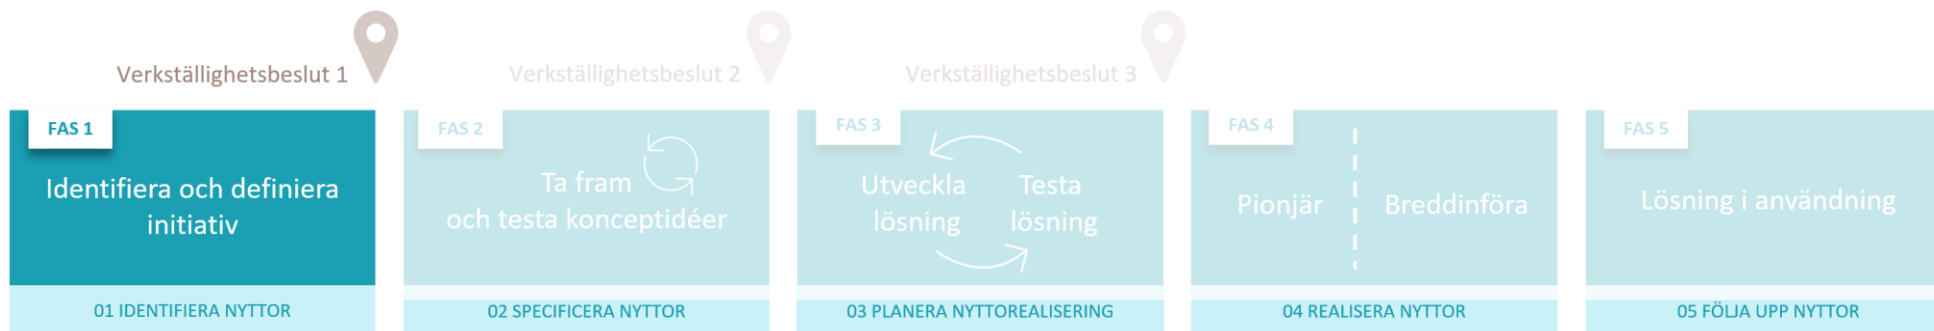 Verkställighetsbeslut 1
Verkställighetsbeslut 2
Verkställighetsbeslut 3
FAS 1
Identifiera och definiera
initiativ
01 IDENTIFIERA NYTTOR
FAS 2
Ta fram
och testa konceptidéer
02 SPECIFICERA NYTTOR
FAS 3
Utveckla
lösning
Testa
lösning
03 PLANERA NYTTOREALISERING
FAS 4
Pionjär
Breddinföra
04 REALISERA NYTTOR
FAS 5
Lösning i användning
05 FÖLJA UPP NYTTOR